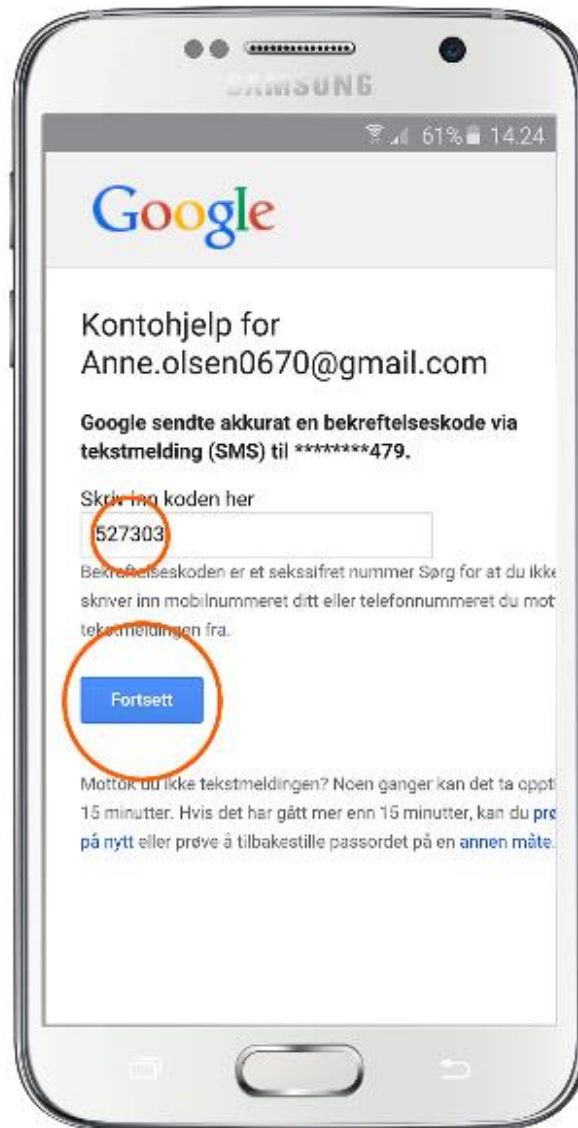 SAMSUNG
61% 14.24
Google
Kontohjelp for
Anne.olsen0670@gmail.com
Google sendte akkurat en bekreftelseskode via
tekstmelding (SMS) til ********479.
Skriv inn koden her
527303
Bekreftelseskoden er et sekssifret nummer Sørg for at du ikke
skriver inn mobilnummeret ditt eller telefonnummeret du mot
tekstmeldingen fra.
Fortsett
Mottok du ikke tekstmeldingen? Noen ganger kan det ta oppti
15 minutter. Hvis det har gått mer enn 15 minutter, kan du prø
på nytt eller prøve å tilbakestille passordet på en annen måte.